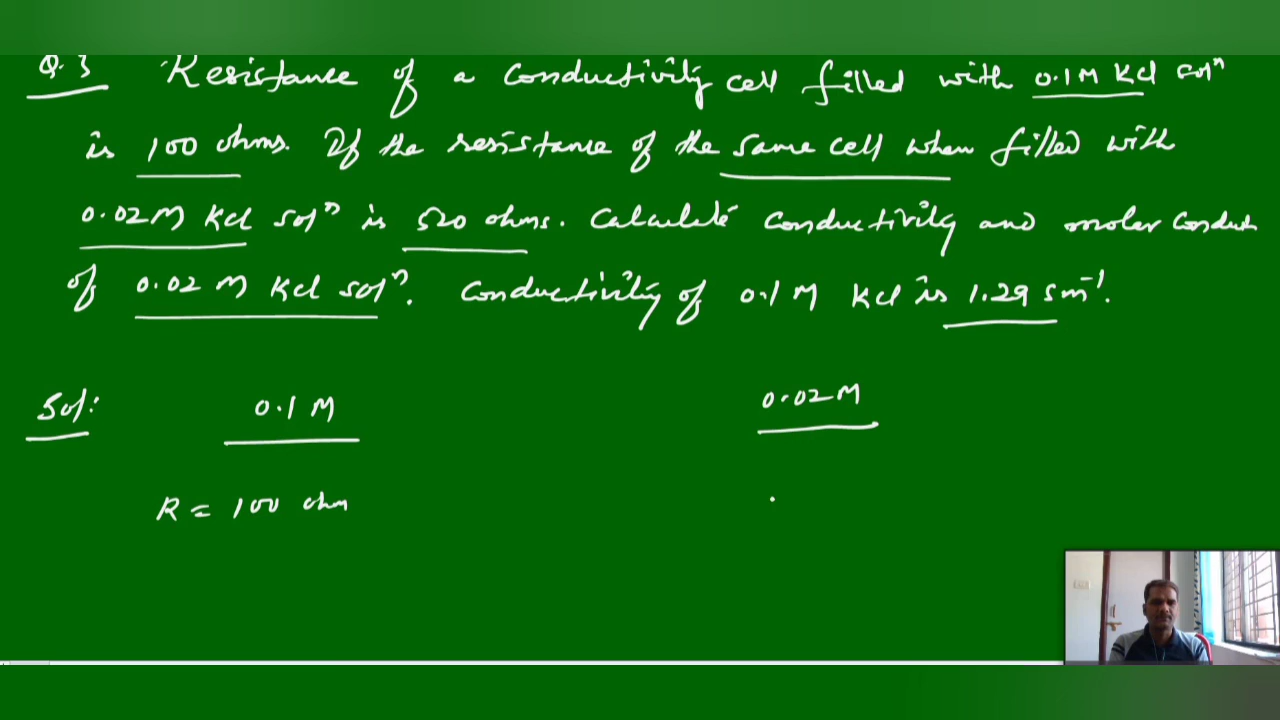 Q.3 Resistance of a conductivity cell filled with 0.1M KCl solⁿ
is 100 ohms. If the resistance of the same cell when filled with
0.02M KCl solⁿ is 520 ohms. Calculate conductivity and molar conduct
of 0.02 M KCl solⁿ. Conductivity of 0.1 M KCl is 1.29 Sm⁻¹.
Sol: 0.1 M 0.02M
R = 100 ohm